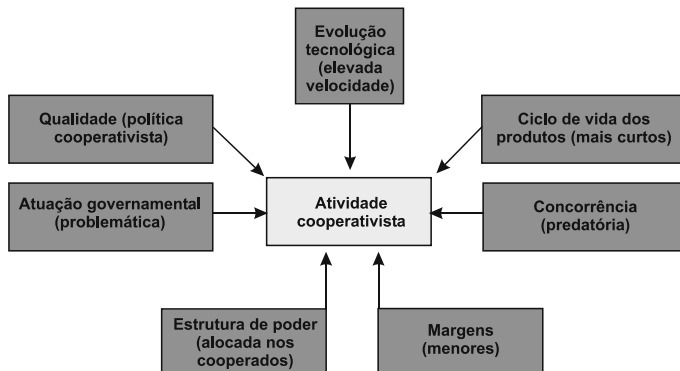 Evolução
tecnológica
(elevada
velocidade)
Qualidade (política
cooperativista)
Ciclo de vida dos
produtos (mais curtos)
Atuação governamental
(problemática)
Atividade
cooperativista
Concorrência
(predatória)
Estrutura de poder
(alocada nos
cooperados)
Margens
(menores)